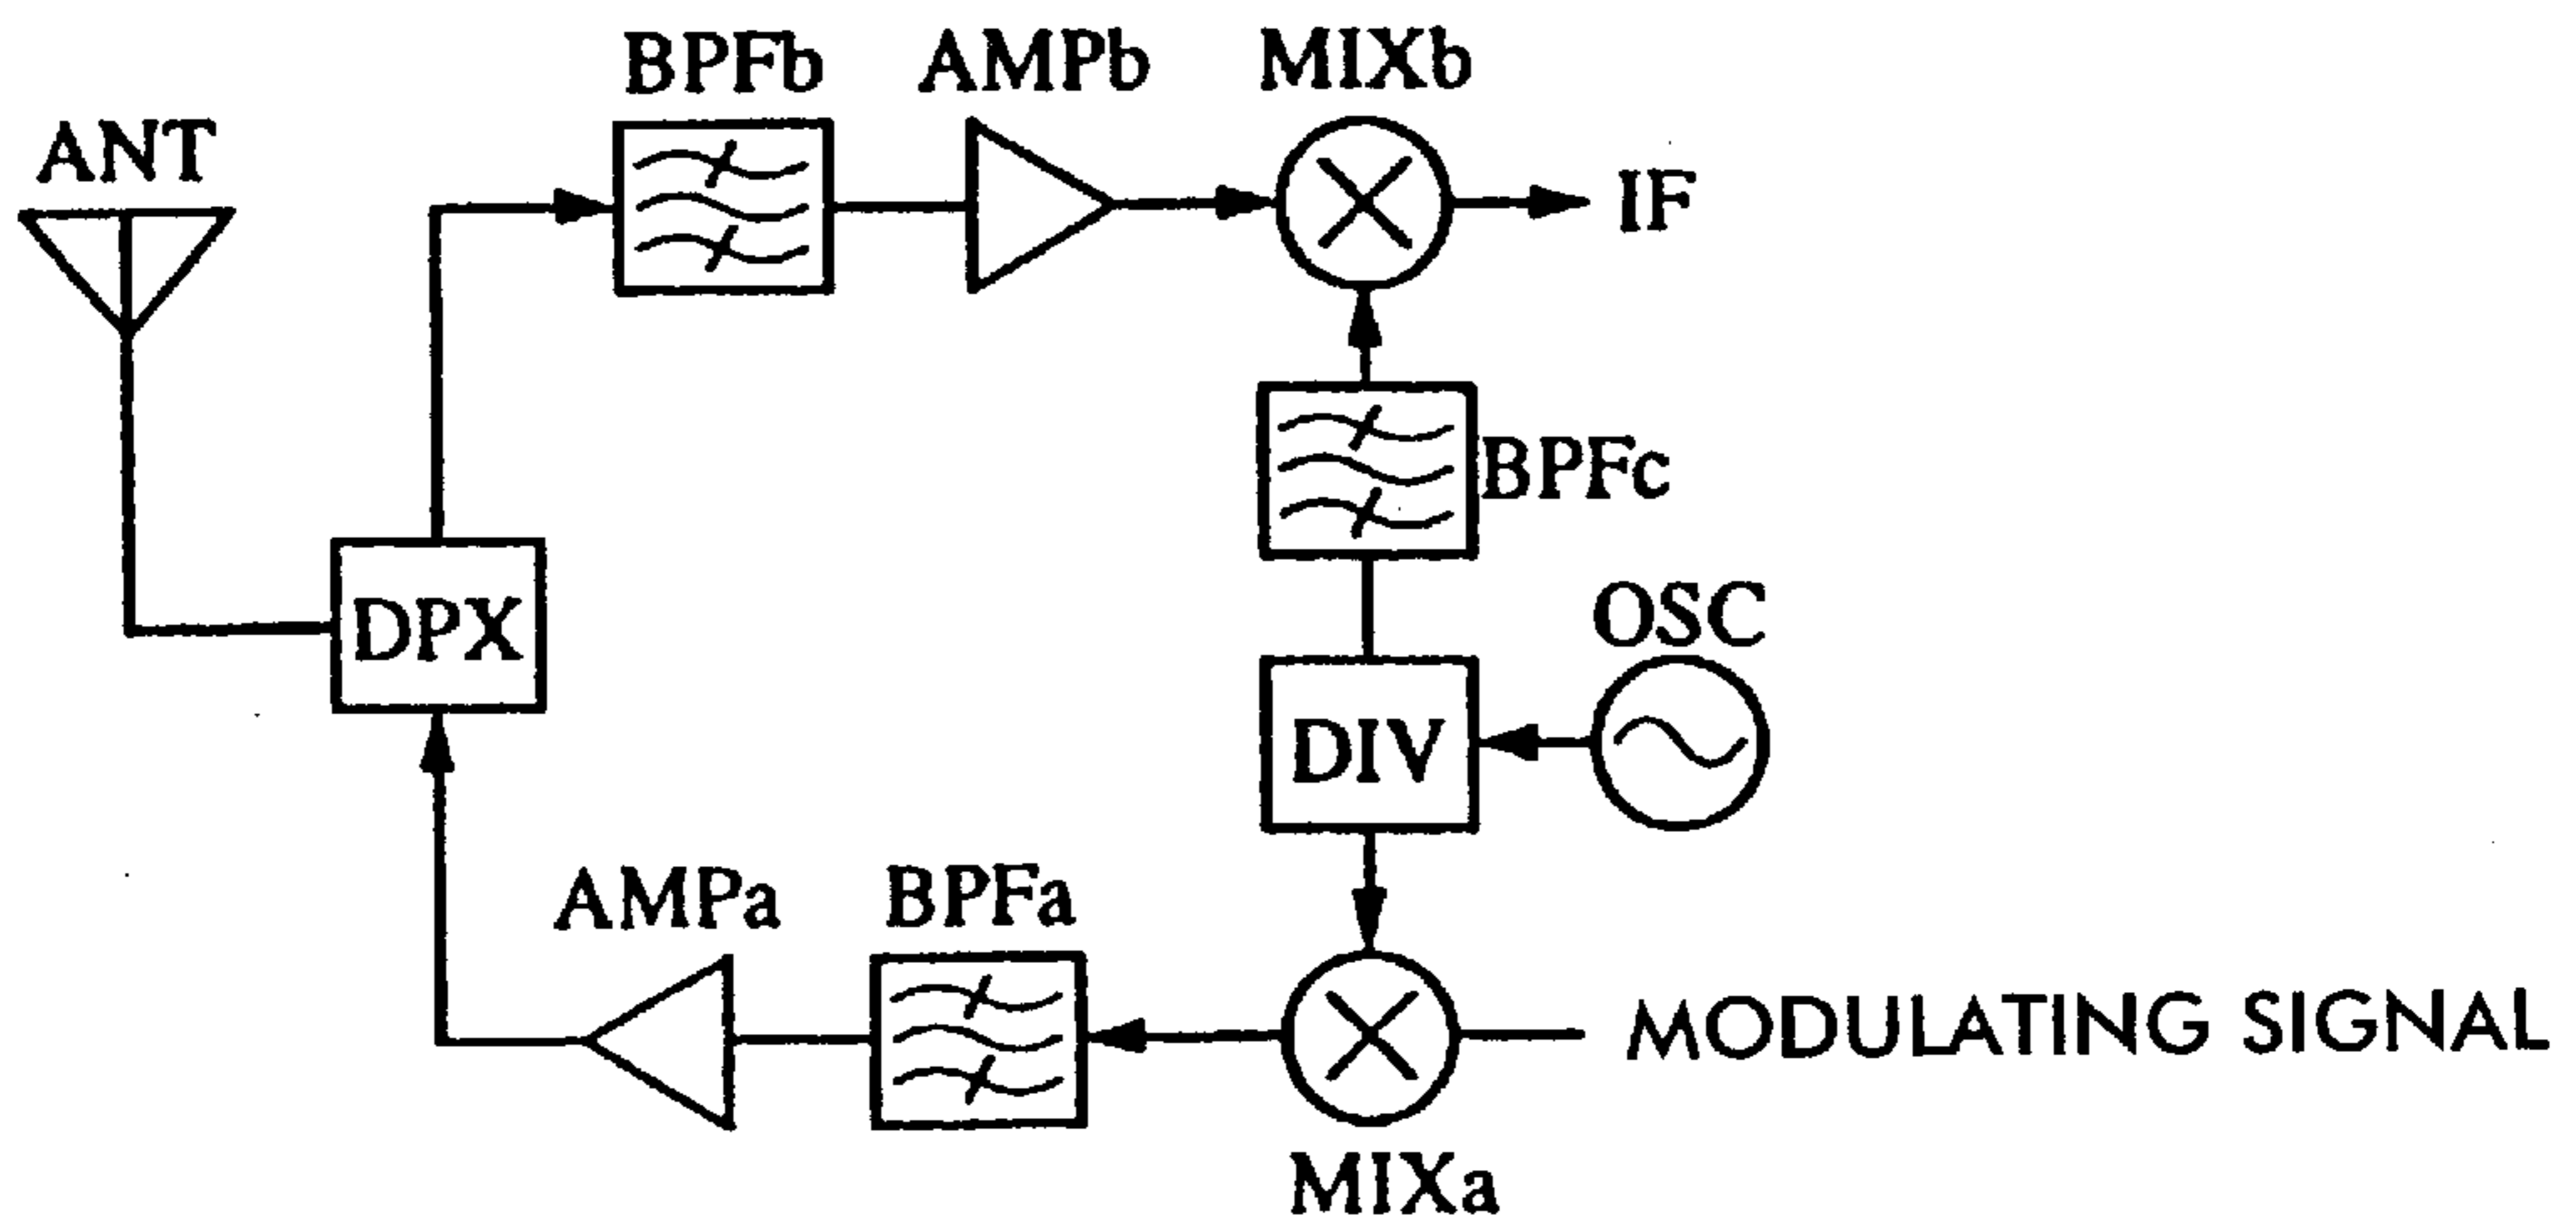 BPFb AMPb MIXb
ANT
IF
BPFc
OSC
DPX
DIV
AMPa BPFa
MODULATING SIGNAL
MIXa